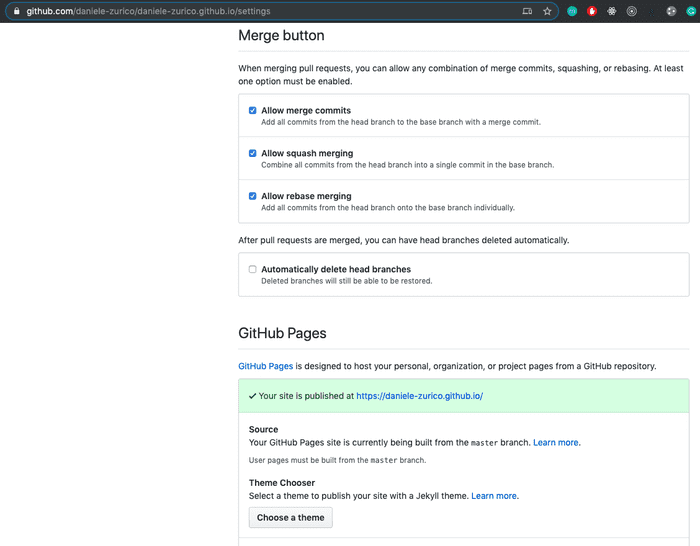 github.com/daniele-zurico/daniele-zurico.github.io/settings
Merge button
When merging pull requests, you can allow any combination of merge commits, squashing, or rebasing. At least
one option must be enabled.
Allow merge commits
Add all commits from the head branch to the base branch with a merge commit.
Allow squash merging
Combine all commits from the head branch into a single commit in the base branch.
Allow rebase merging
Add all commits from the head branch onto the base branch individually.
After pull requests are merged, you can have head branches deleted automatically.
Automatically delete head branches
Deleted branches will still be able to be restored.
GitHub Pages
GitHub Pages is designed to host your personal, organization, or project pages from a GitHub repository.
Your site is published at https://daniele-zurico.github.io/
Source
Your GitHub Pages site is currently being built from the master branch. Learn more.
User pages must be built from the master branch.
Theme Chooser
Select a theme to publish your site with a Jekyll theme. Learn more.
Choose a theme